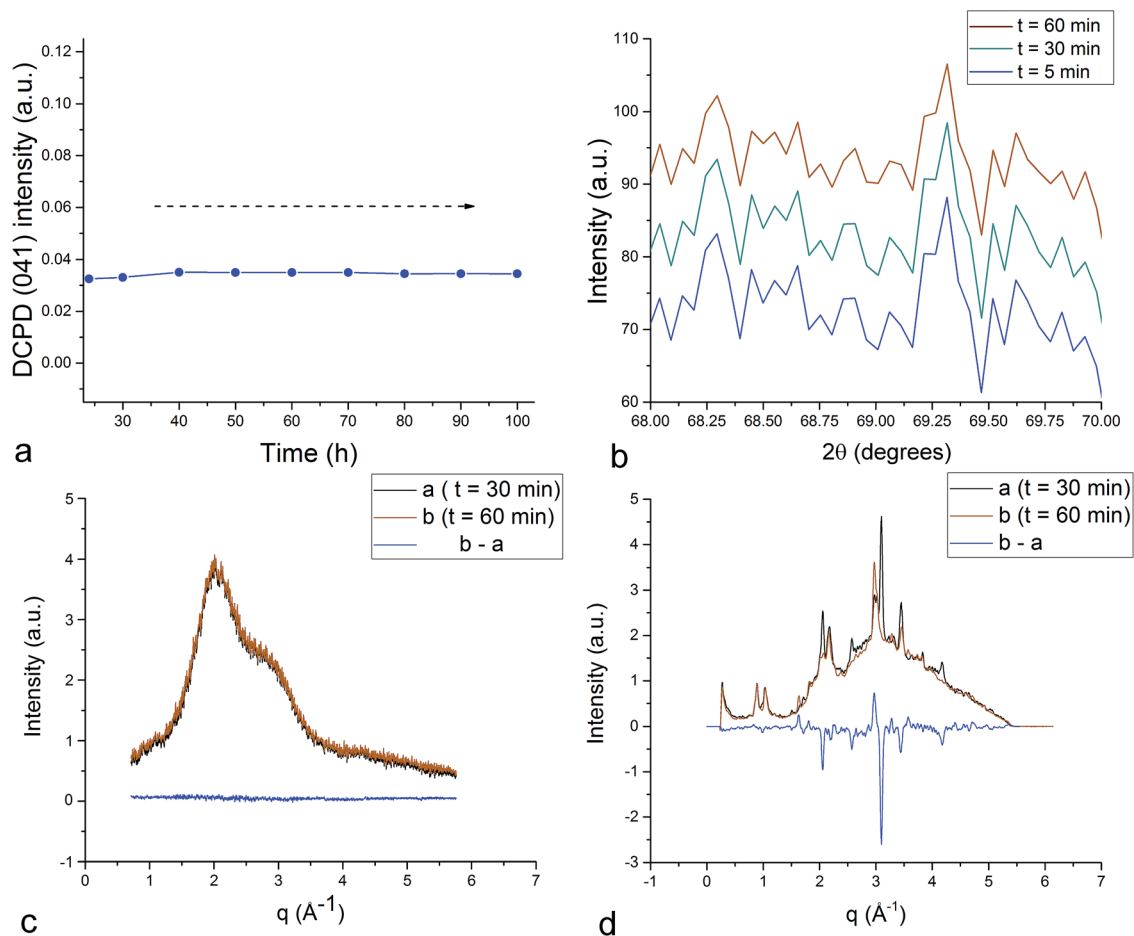 0.12
0.10
0.08
0.06
0.04
0.02
0.00
DCPD (041) intensity (a.u.)
30 40 50 60 70 80 90 100
Time (h)
a
t = 60 min
t = 30 min
t = 5 min
110
100
90
80
70
60
Intensity (a.u.)
68.00 68.25 68.50 68.75 69.00 69.25 69.50 69.75 70.00
2θ (degrees)
b
a ( t = 30 min)
b (t = 60 min)
b - a
5
4
3
2
1
0
-1
Intensity (a.u.)
0 1 2 3 4 5 6 7
q (Å-1)
c
a (t = 30 min)
b (t = 60 min)
b - a
5
4
3
2
1
0
-1
-2
-3
Intensity (a.u.)
-1 0 1 2 3 4 5 6 7
q (Å-1)
d